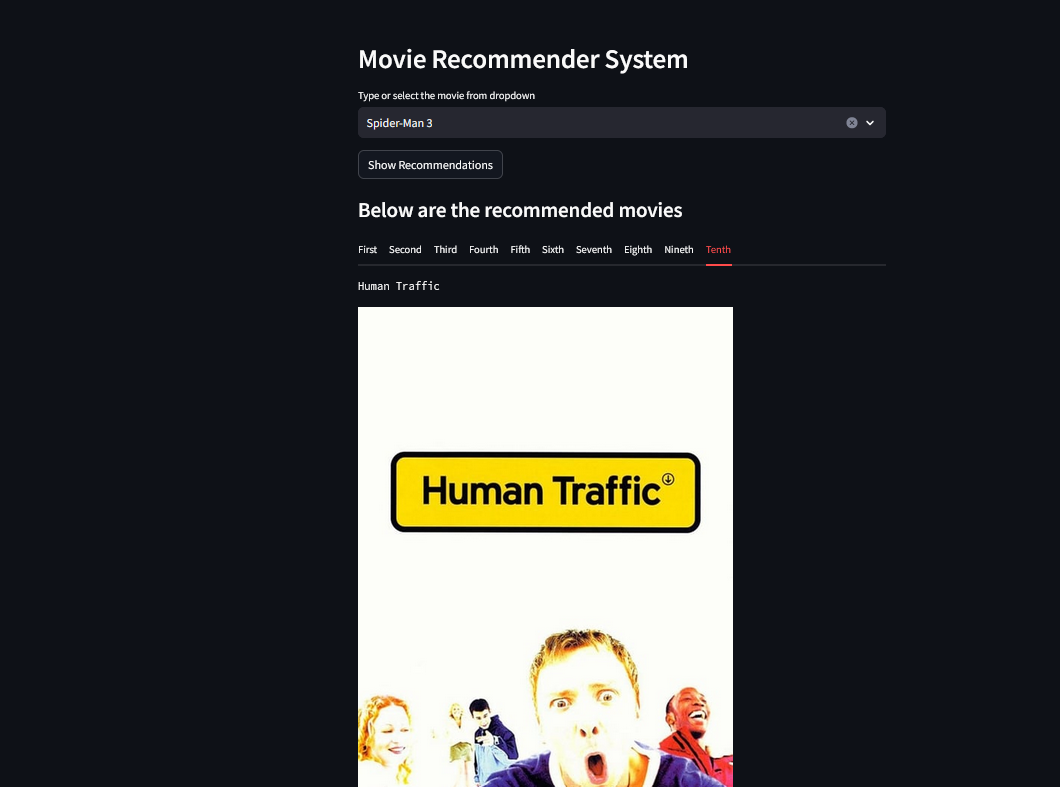 Movie Recommender System
Type or select the movie from dropdown
Spider-Man 3
Show Recommendations
Below are the recommended movies
First Second Third Fourth Fifth Sixth Seventh Eighth Nineth Tenth
Human Traffic
Human Traffic